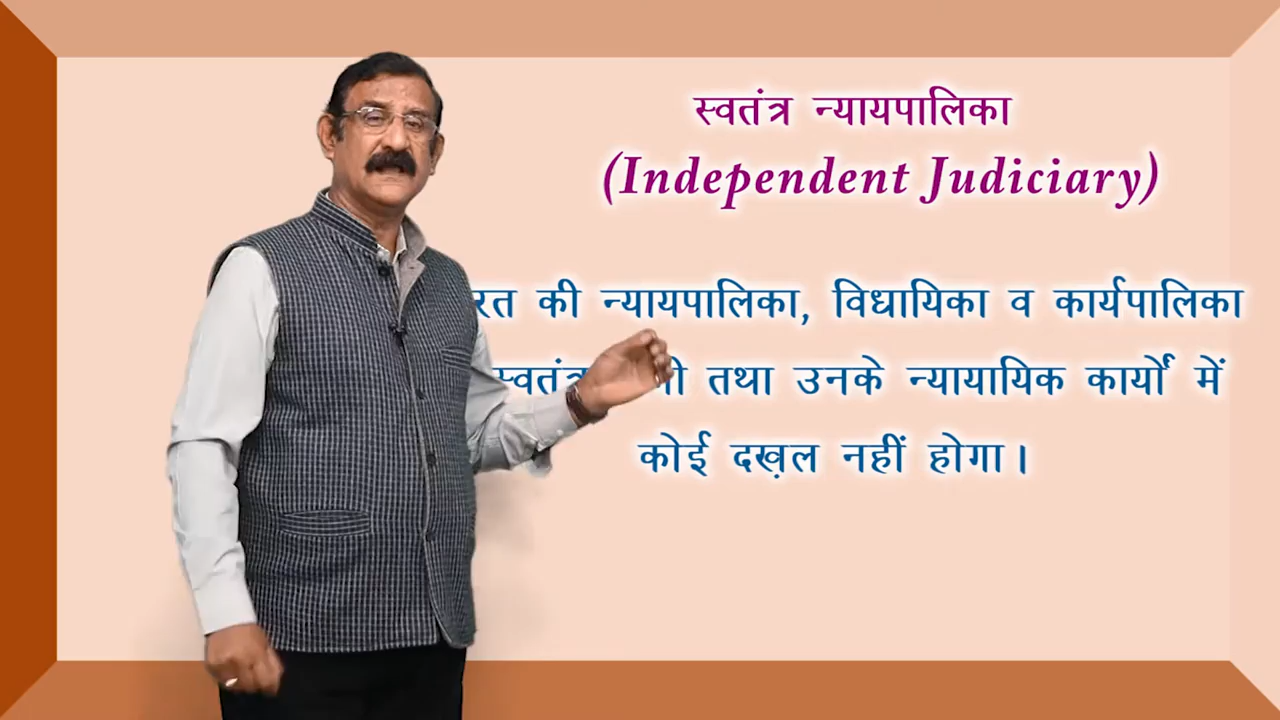 स्वतंत्र न्यायपालिका
(Independent Judiciary)
की न्यायपालिका, विधायिका व कार्यपालिका
तथा उनके न्यायायिक कार्यों में
कोई दख़ल नहीं होगा।